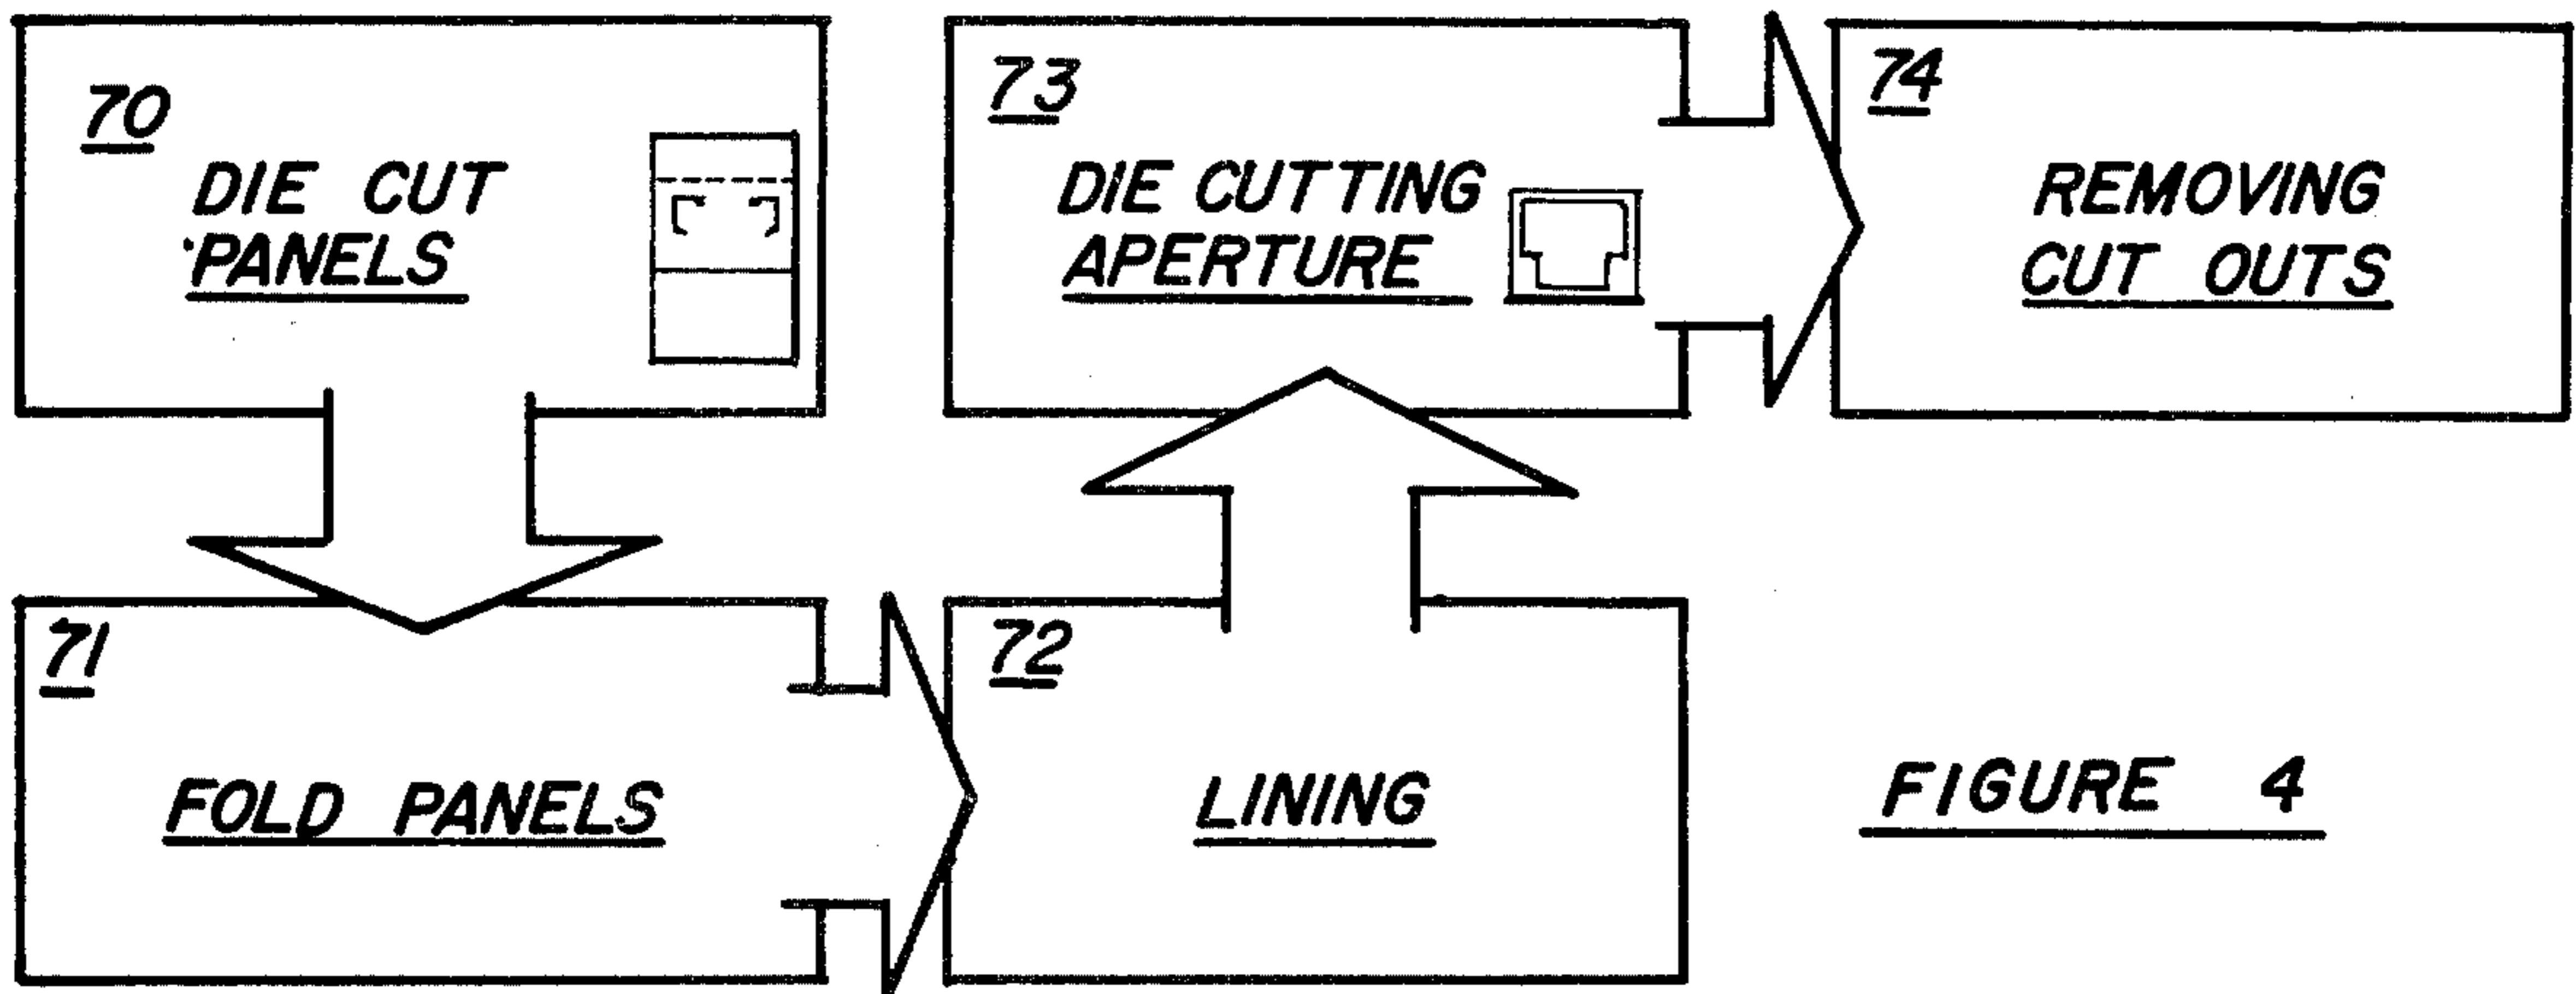 70
DIE CUT
PANELS
71
FOLD PANELS
72
LINING
73
DIE CUTTING
APERTURE
74
REMOVING
CUT OUTS
FIGURE 4